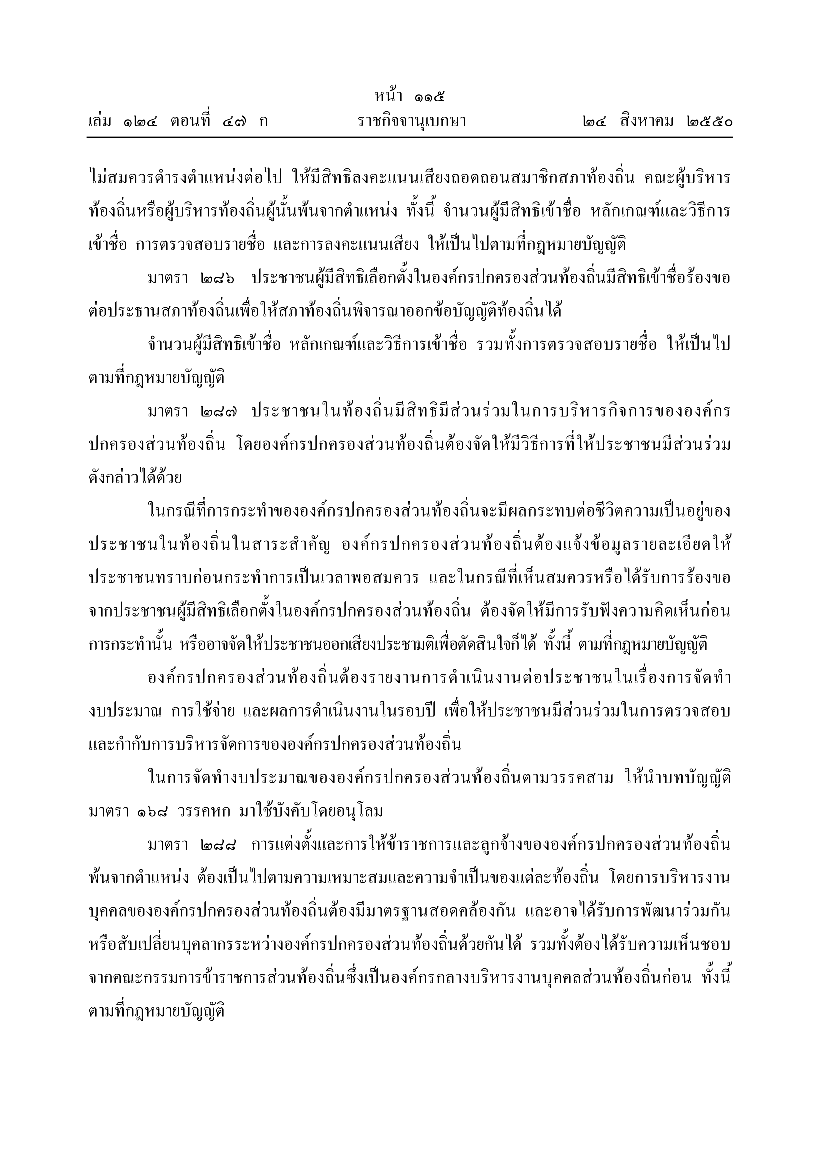 หน้า ๑๑๕
เล่ม ๑๒๔ ตอนที่ ๔๗ ก ราชกิจจานุเบกษา ๒๔ สิงหาคม ๒๕๕๐
ไม่สมควรดำรงตำแหน่งต่อไป ให้มีสิทธิลงคะแนนเสียงถอดถอนสมาชิกสภาท้องถิ่น คณะผู้บริหาร
ท้องถิ่นหรือผู้บริหารท้องถิ่นผู้นั้นพ้นจากตำแหน่ง ทั้งนี้ จำนวนผู้มีสิทธิเข้าชื่อ หลักเกณฑ์และวิธีการ
เข้าชื่อ การตรวจสอบรายชื่อ และการลงคะแนนเสียง ให้เป็นไปตามที่กฎหมายบัญญัติ
มาตรา ๒๘๖ ประชาชนผู้มีสิทธิเลือกตั้งในองค์กรปกครองส่วนท้องถิ่นมีสิทธิเข้าชื่อร้องขอ
ต่อประธานสภาท้องถิ่นเพื่อให้สภาท้องถิ่นพิจารณาออกข้อบัญญัติท้องถิ่นได้
จำนวนผู้มีสิทธิเข้าชื่อ หลักเกณฑ์และวิธีการเข้าชื่อ รวมทั้งการตรวจสอบรายชื่อ ให้เป็นไป
ตามที่กฎหมายบัญญัติ
มาตรา ๒๘๗ ประชาชนในท้องถิ่นมีสิทธิมีส่วนร่วมในการบริหารกิจการขององค์กร
ปกครองส่วนท้องถิ่น โดยองค์กรปกครองส่วนท้องถิ่นต้องจัดให้มีวิธีการที่ให้ประชาชนมีส่วนร่วม
ดังกล่าวได้ด้วย
ในกรณีที่การกระทำขององค์กรปกครองส่วนท้องถิ่นจะมีผลกระทบต่อชีวิตความเป็นอยู่ของ
ประชาชนในท้องถิ่นในสาระสำคัญ องค์กรปกครองส่วนท้องถิ่นต้องแจ้งข้อมูลรายละเอียดให้
ประชาชนทราบก่อนกระทำการเป็นเวลาพอสมควร และในกรณีที่เห็นสมควรหรือได้รับการร้องขอ
จากประชาชนผู้มีสิทธิเลือกตั้งในองค์กรปกครองส่วนท้องถิ่น ต้องจัดให้มีการรับฟังความคิดเห็นก่อน
การกระทำนั้น หรืออาจจัดให้ประชาชนออกเสียงประชามติเพื่อตัดสินใจก็ได้ ทั้งนี้ ตามที่กฎหมายบัญญัติ
องค์กรปกครองส่วนท้องถิ่นต้องรายงานการดำเนินงานต่อประชาชนในเรื่องการจัดทำ
งบประมาณ การใช้จ่าย และผลการดำเนินงานในรอบปี เพื่อให้ประชาชนมีส่วนร่วมในการตรวจสอบ
และกำกับการบริหารจัดการขององค์กรปกครองส่วนท้องถิ่น
ในการจัดทำงบประมาณขององค์กรปกครองส่วนท้องถิ่นตามวรรคสาม ให้นำบทบัญญัติ
มาตรา ๑๖๘ วรรคหก มาใช้บังคับโดยอนุโลม
มาตรา ๒๘๘ การแต่งตั้งและการให้ข้าราชการและลูกจ้างขององค์กรปกครองส่วนท้องถิ่น
พ้นจากตำแหน่ง ต้องเป็นไปตามความเหมาะสมและความจำเป็นของแต่ละท้องถิ่น โดยการบริหารงาน
บุคคลขององค์กรปกครองส่วนท้องถิ่นต้องมีมาตรฐานสอดคล้องกัน และอาจได้รับการพัฒนาร่วมกัน
หรือสับเปลี่ยนบุคลากรระหว่างองค์กรปกครองส่วนท้องถิ่นด้วยกันได้ รวมทั้งต้องได้รับความเห็นชอบ
จากคณะกรรมการข้าราชการส่วนท้องถิ่นซึ่งเป็นองค์กรกลางบริหารงานบุคคลส่วนท้องถิ่นก่อน ทั้งนี้
ตามที่กฎหมายบัญญัติ